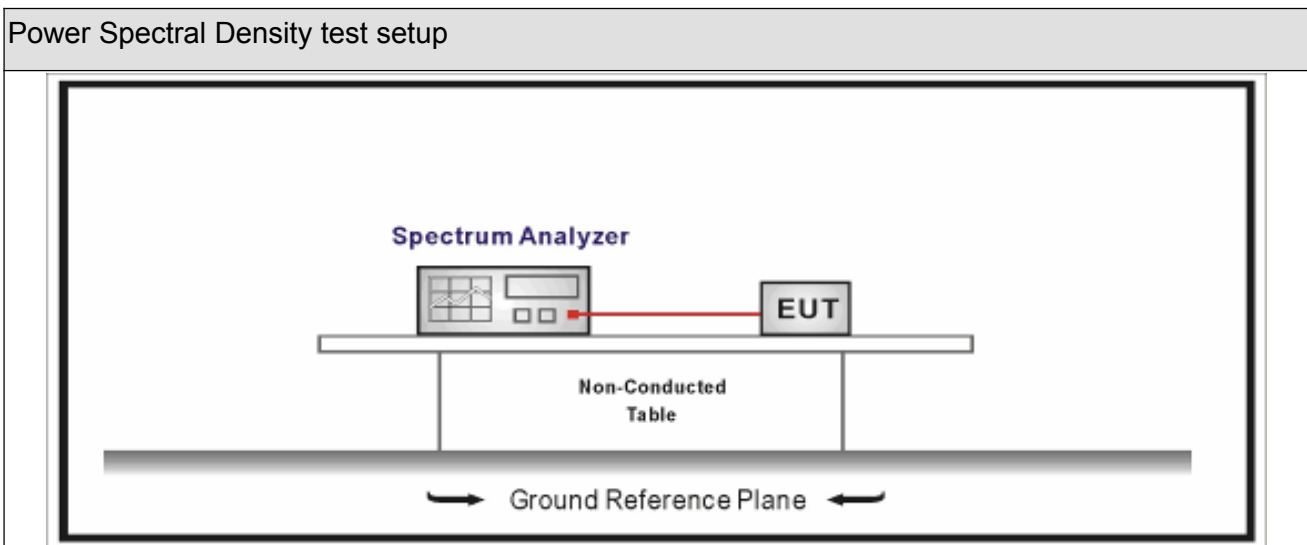 Power Spectral Density test setup
Spectrum Analyzer
EUT
Non-Conducted
Table
Ground Reference Plane